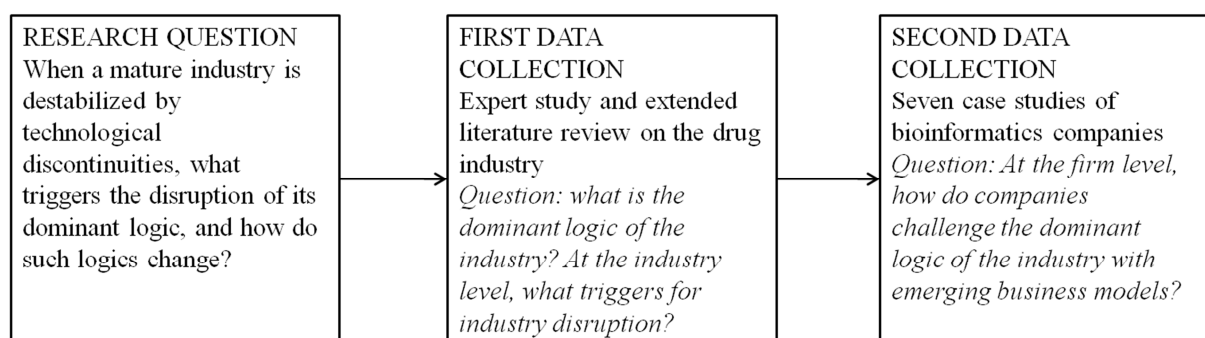 RESEARCH QUESTION
When a mature industry is
destabilized by
technological
discontinuities, what
triggers the disruption of its
dominant logic, and how do
such logics change?
FIRST DATA
COLLECTION
Expert study and extended
literature review on the drug
industry
Question: what is the
dominant logic of the
industry? At the industry
level, what triggers for
industry disruption?
SECOND DATA
COLLECTION
Seven case studies of
bioinformatics companies
Question: At the firm level,
how do companies
challenge the dominant
logic of the industry with
emerging business models?